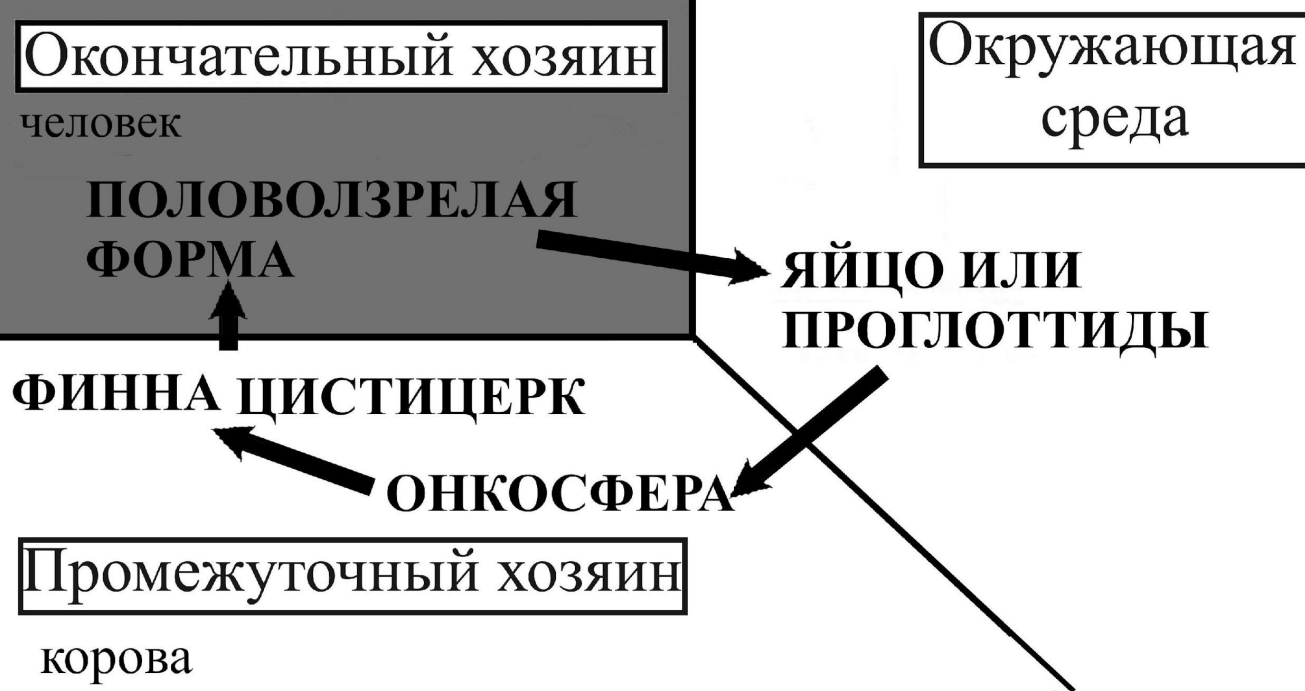 Окончательный хозяин
человек
ПОЛОВОЛЗРЕЛАЯ
ФОРМА
Окружающая
среда
ЯЙЦО ИЛИ
ПРОГЛОТТИДЫ
ФИННА ЦИСТИЦЕРК
ОНКОСФЕРА
Промежуточный хозяин
корова